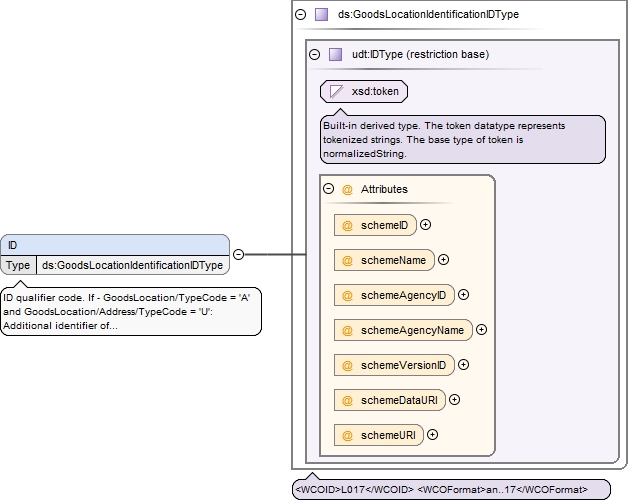 ds:GoodsLocationIdentificationIDType
udt:IDType (restriction base)
xsd:token
Built-in derived type. The token datatype represents
tokenized strings. The base type of token is
normalizedString.
@ Attributes
@ schemeID
@ schemeName
@ schemeAgencyID
@ schemeAgencyName
@ schemeVersionID
@ schemeDataURI
@ schemeURI
ID
Type ds:GoodsLocationIdentificationIDType
ID qualifier code. If - GoodsLocation/TypeCode = 'A'
and GoodsLocation/Address/TypeCode = 'U':
Additional identifier of...
<WCOID>L017</WCOID> <WCOFormat>an..17</WCOFormat>